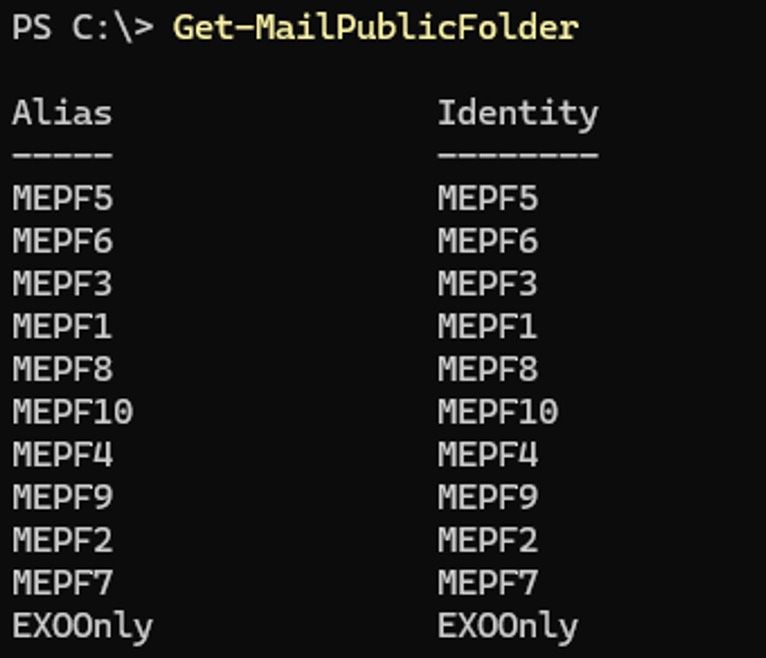 PS C:\> Get-MailPublicFolder
Alias Identity
----- --------
MEPF5 MEPF5
MEPF6 MEPF6
MEPF3 MEPF3
MEPF1 MEPF1
MEPF8 MEPF8
MEPF10 MEPF10
MEPF4 MEPF4
MEPF9 MEPF9
MEPF2 MEPF2
MEPF7 MEPF7
EXOOnly EXOOnly